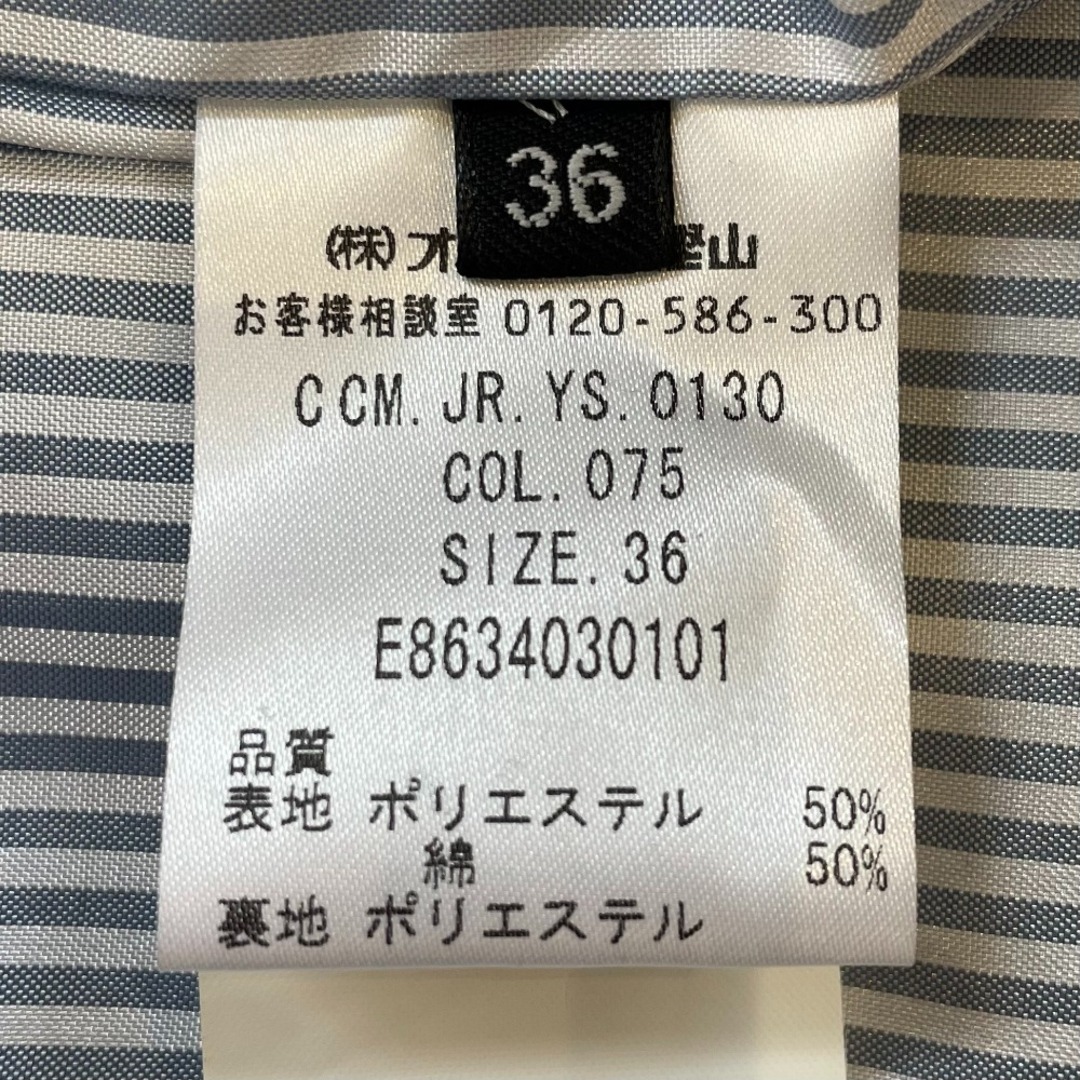 36
(株)オ 樫山
お客様相談室 0120-586-300
CCM. JR. YS. 0130
COL. 075
SIZE. 36
E8634030101
品質
表地 ポリエステル 50%
綿 50%
裏地 ポリエステル